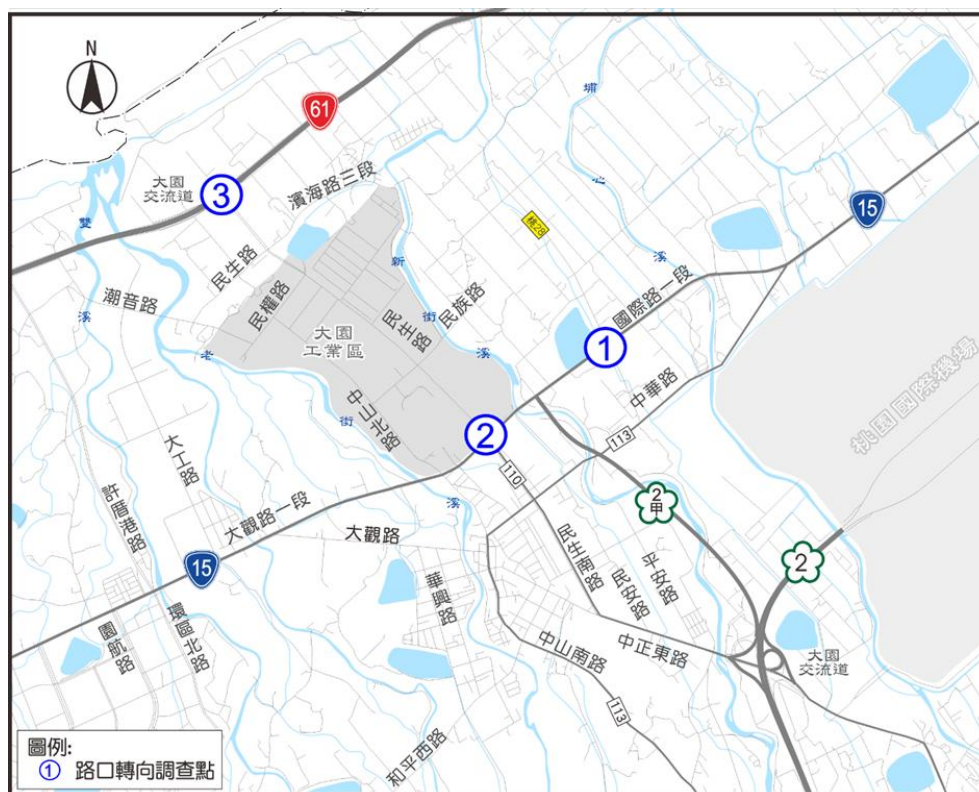 N
61
大園
交流道
③
濱海路三段
埔
心
溪
桃28
15
雙
溪
民生路
新
街
溪
民族路
國際路一段
潮音路
民權路
大園
工業區
民生路
①
老
街
溪
中山北路
中華路
桃園國際機場
②
113
110
大工路
2
甲
許厝港路
大觀路一段
大觀路
15
民生南路
平安路
2
民安路
華興路
環區北路
園航路
中山南路
中正東路
大園
交流道
113
和平西路
圖例:
① 路口轉向調查點